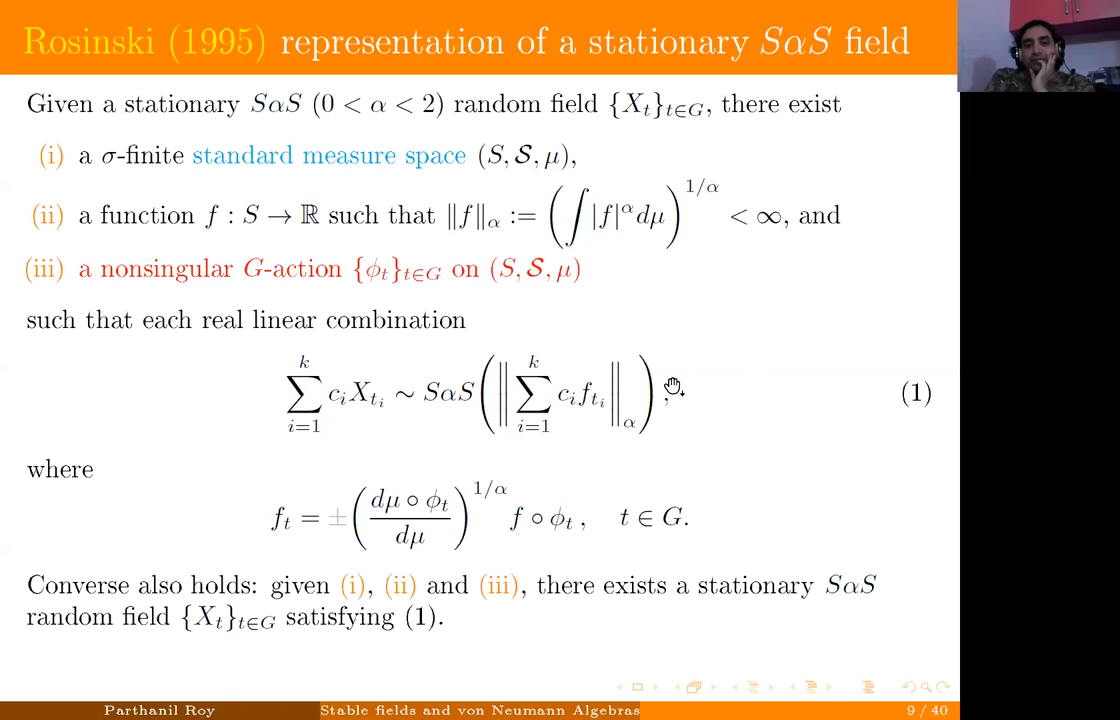 Rosinski (1995) representation of a stationary SαS field
Given a stationary SαS (0 < α < 2) random field {X_t}_{t∈G}, there exist
(i) a σ-finite standard measure space (S, 𝒮, μ),
(ii) a function f : S → ℝ such that ‖f‖_α := (∫ |f|^α dμ)^{1/α} < ∞, and
(iii) a nonsingular G-action {ϕ_t}_{t∈G} on (S, 𝒮, μ)
such that each real linear combination
∑_{i=1}^{k} c_i X_{t_i} ∼ SαS(‖∑_{i=1}^{k} c_i f_{t_i}‖_α), (1)
where
f_t = ±(dμ ∘ ϕ_t / dμ)^{1/α} f ∘ ϕ_t , t ∈ G.
Converse also holds: given (i), (ii) and (iii), there exists a stationary SαS
random field {X_t}_{t∈G} satisfying (1).
Parthanil Roy Stable fields and von Neumann Algebras 9 / 40